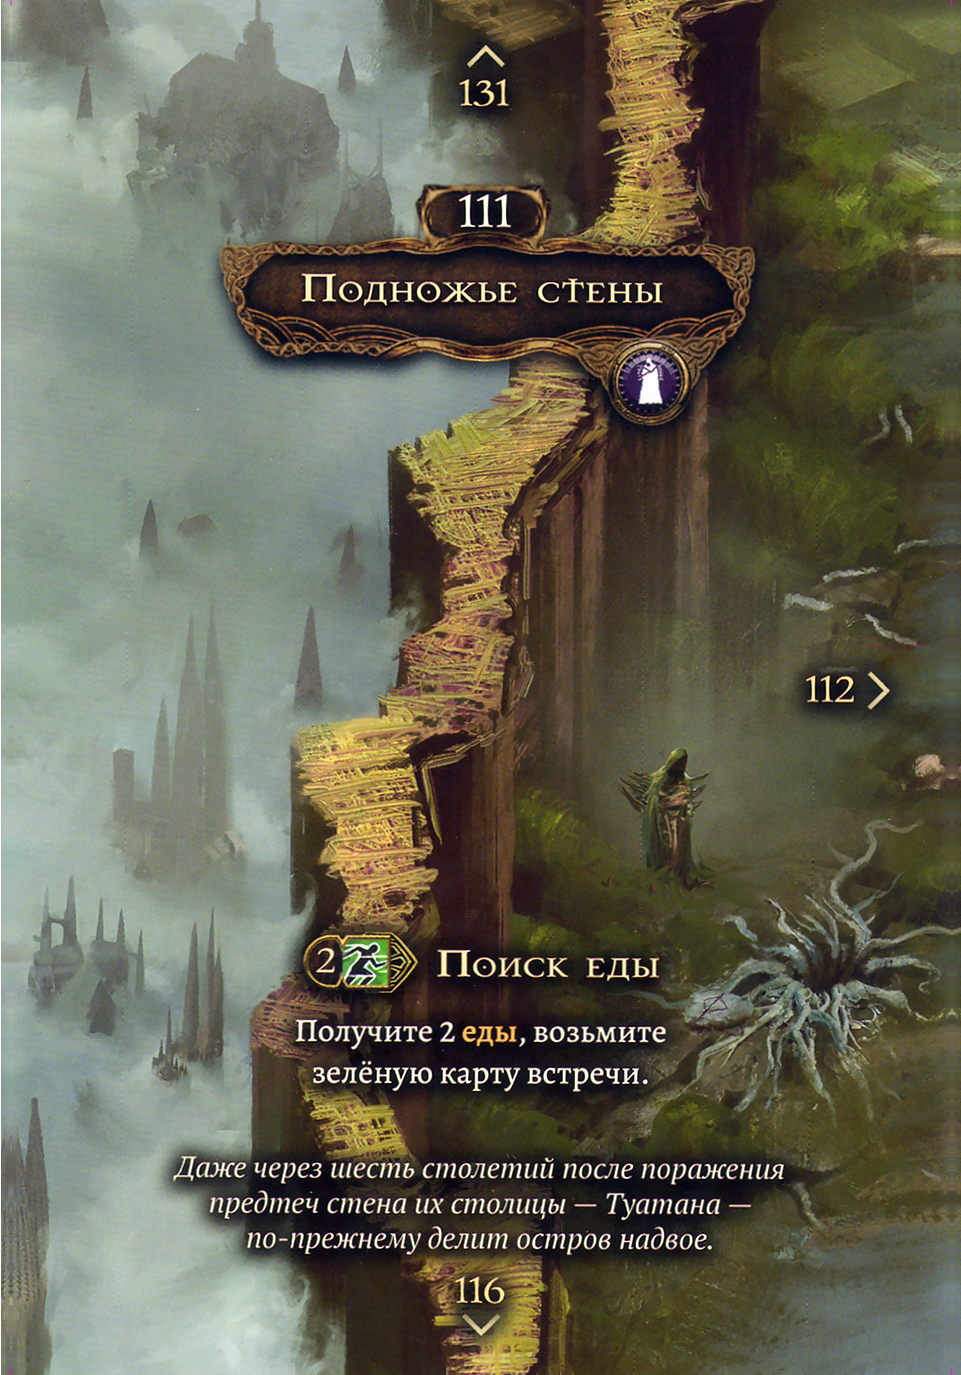 131
111
Подножье стены
112
2 Поиск еды
Получите 2 еды, возьмите
зелёную карту встречи.
Даже через шесть столетий после поражения
предтеч стена их столицы — Туатана —
по-прежнему делит остров надвое.
116